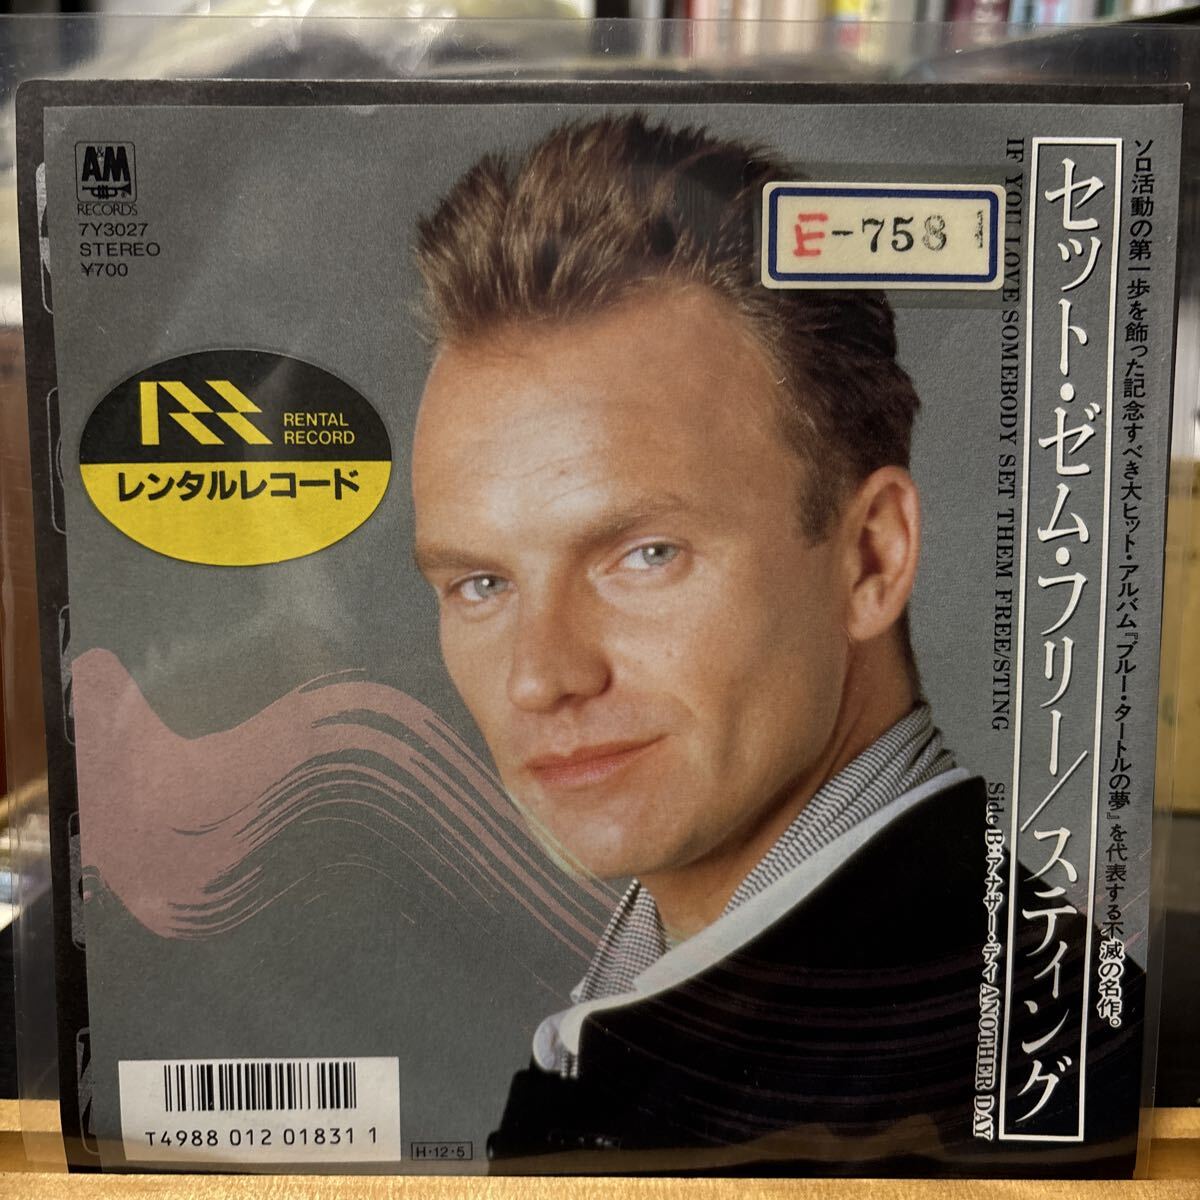 A&M
RECORDS
7Y3027
STEREO
¥700
RENTAL
RECORD
レンタルレコード
E-758 1
ソロ活動の第一歩を飾った記念すべき大ヒット・アルバム『ブルー・タートルの夢』を代表する不滅の名作。
セット・ゼム・フリー/スティング
IF YOU LOVE SOMEBODY SET THEM FREE/STING
Side B:アナザー・デイ ANOTHER DAY
T4988 012 01831 1
H・12・5